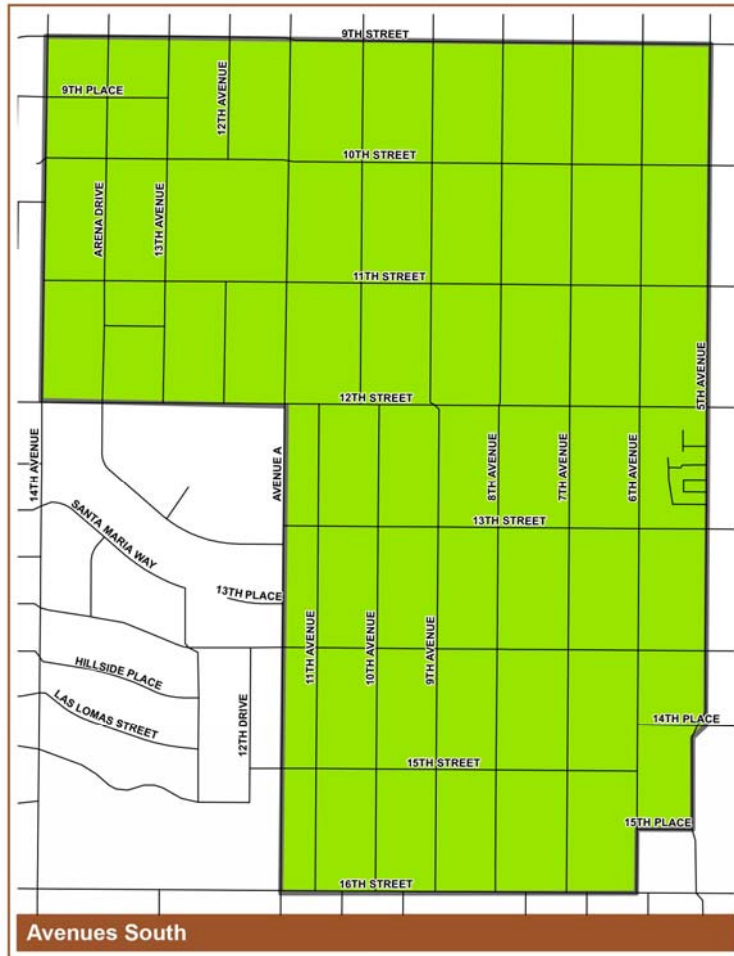 9TH STREET
9TH PLACE
12TH AVENUE
10TH STREET
ARENA DRIVE
13TH AVENUE
11TH STREET
5TH AVENUE
12TH STREET
14TH AVENUE
AVENUE A
8TH AVENUE
7TH AVENUE
6TH AVENUE
SANTA MARIA WAY
13TH STREET
13TH PLACE
11TH AVENUE
10TH AVENUE
9TH AVENUE
HILLSIDE PLACE
LAS LOMAS STREET
12TH DRIVE
14TH PLACE
15TH STREET
15TH PLACE
16TH STREET
Avenues South